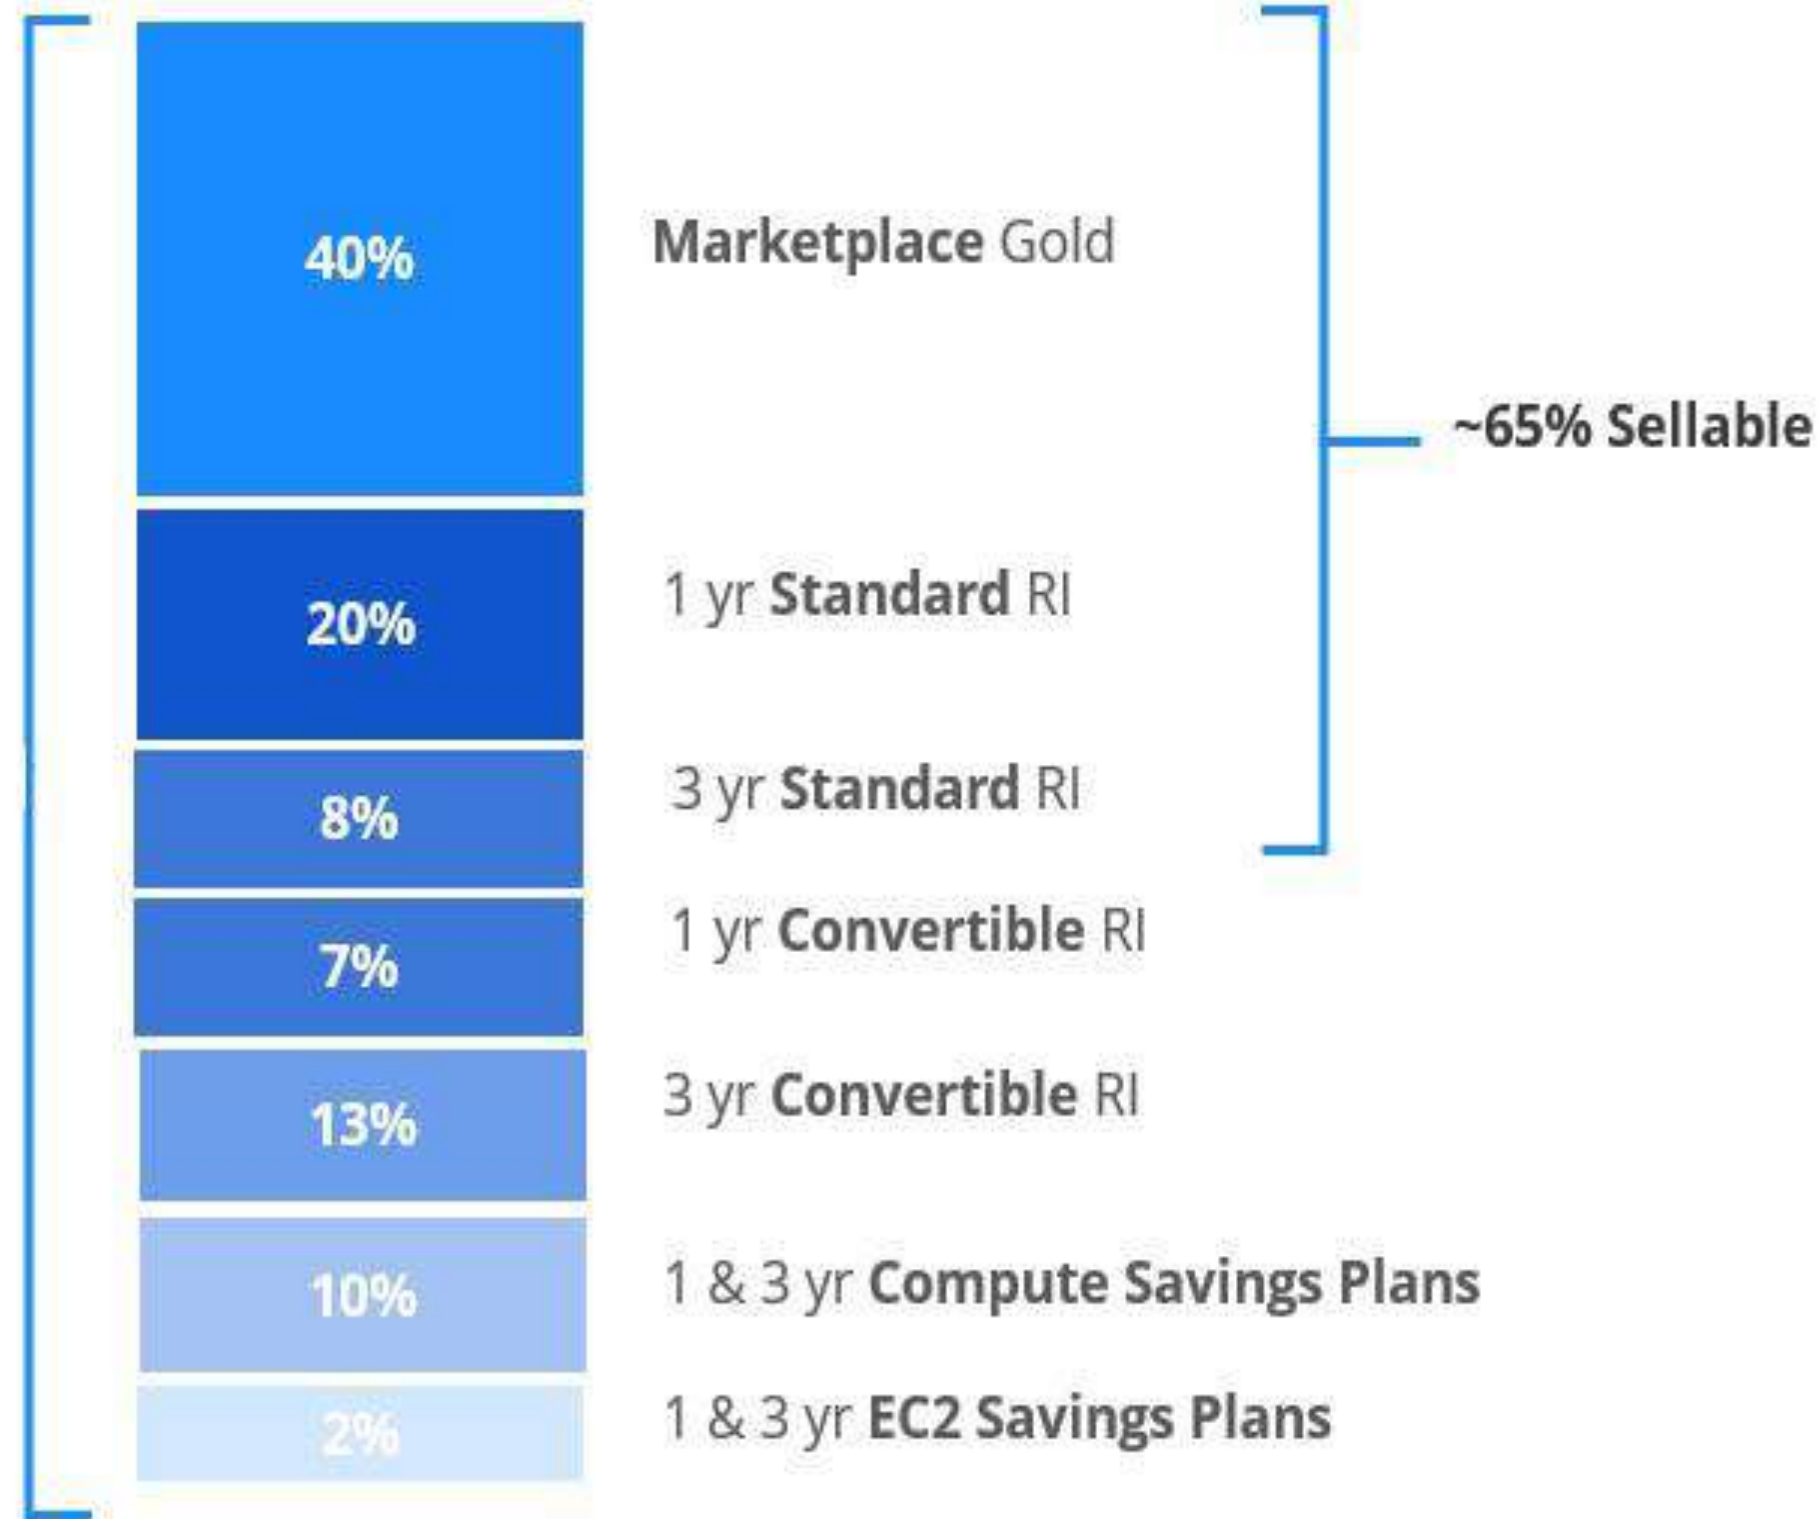 40%
Marketplace Gold
~65% Sellable
20%
1 yr Standard RI
8%
3 yr Standard RI
7%
1 yr Convertible RI
13%
3 yr Convertible RI
10%
1 & 3 yr Compute Savings Plans
2%
1 & 3 yr EC2 Savings Plans